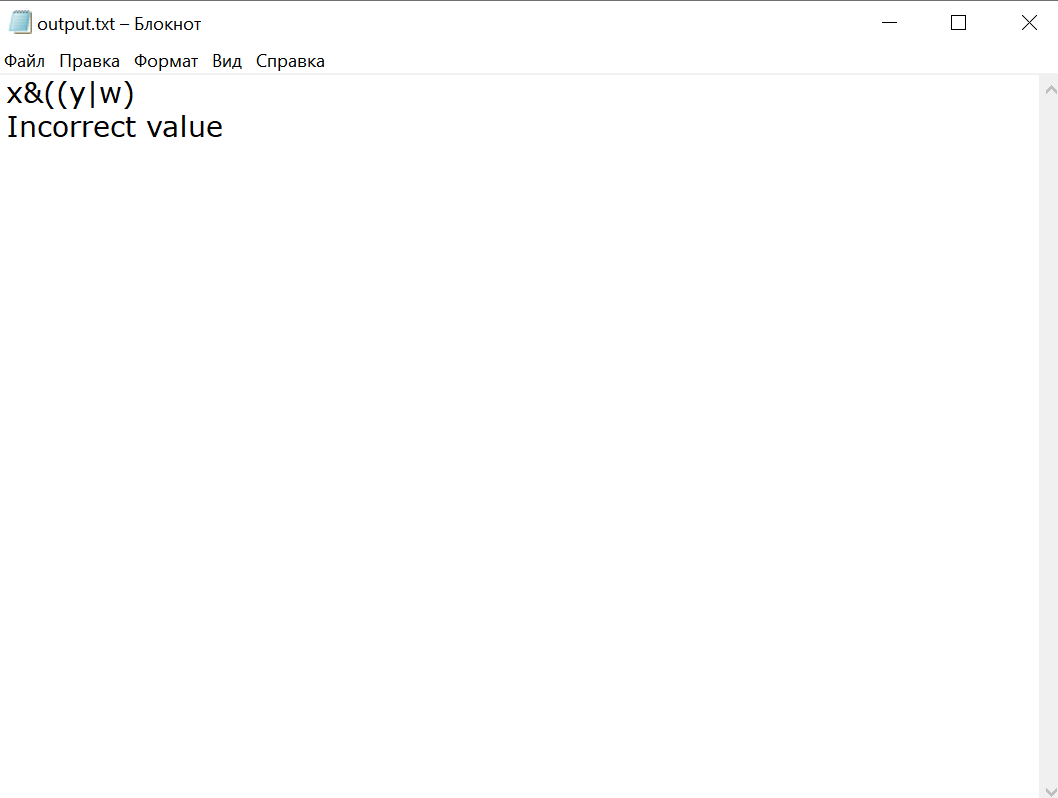 output.txt – Блокнот
Файл Правка Формат Вид Справка
x&((y|w)
Incorrect value